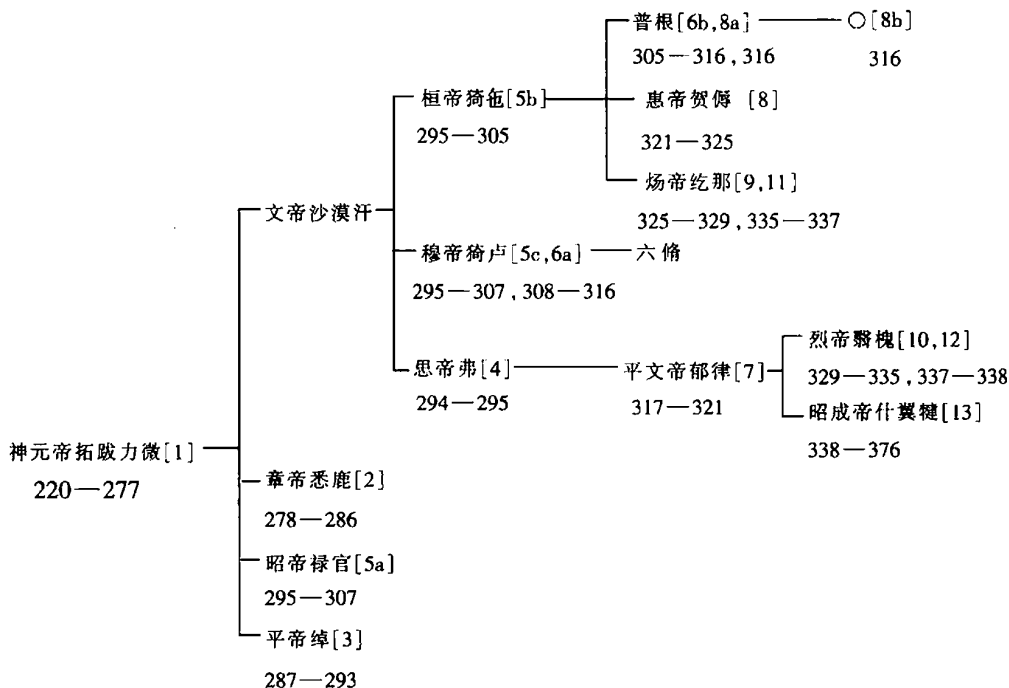 普根[6b,8a] ○[8b]
305—316,316 316
桓帝猗㐌[5b] 惠帝贺傉 [8]
295—305 321—325
炀帝纥那[9,11]
文帝沙漠汗 325—329,335—337
穆帝猗卢[5c,6a] 六脩
295—307,308—316
烈帝翳槐[10,12]
思帝弗[4] 平文帝郁律[7] 329—335,337—338
294—295 317—321 昭成帝什翼犍[13]
神元帝拓跋力微[1] 338—376
220—277 章帝悉鹿[2]
278—286
昭帝禄官[5a]
295—307
平帝绰[3]
287—293